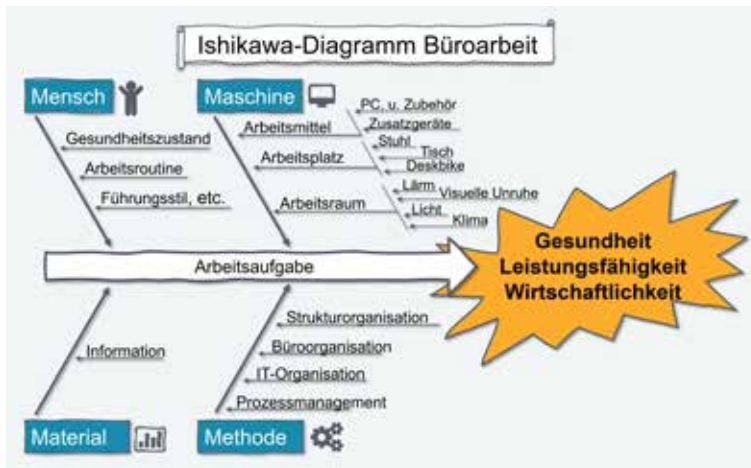 Ishikawa-Diagramm Büroarbeit
Mensch
Maschine
Gesundheitszustand
Arbeitsroutine
Führungsstil, etc.
Arbeitsmittel
PC, u. Zubehör
Zusatzgeräte
Arbeitsplatz
Stuhl
Tisch
Deskbike
Arbeitsraum
Lärm
Visuelle Unruhe
Licht
Klima
Arbeitsaufgabe
Gesundheit
Leistungsfähigkeit
Wirtschaftlichkeit
Information
Strukturorganisation
Büroorganisation
IT-Organisation
Prozessmanagement
Material
Methode